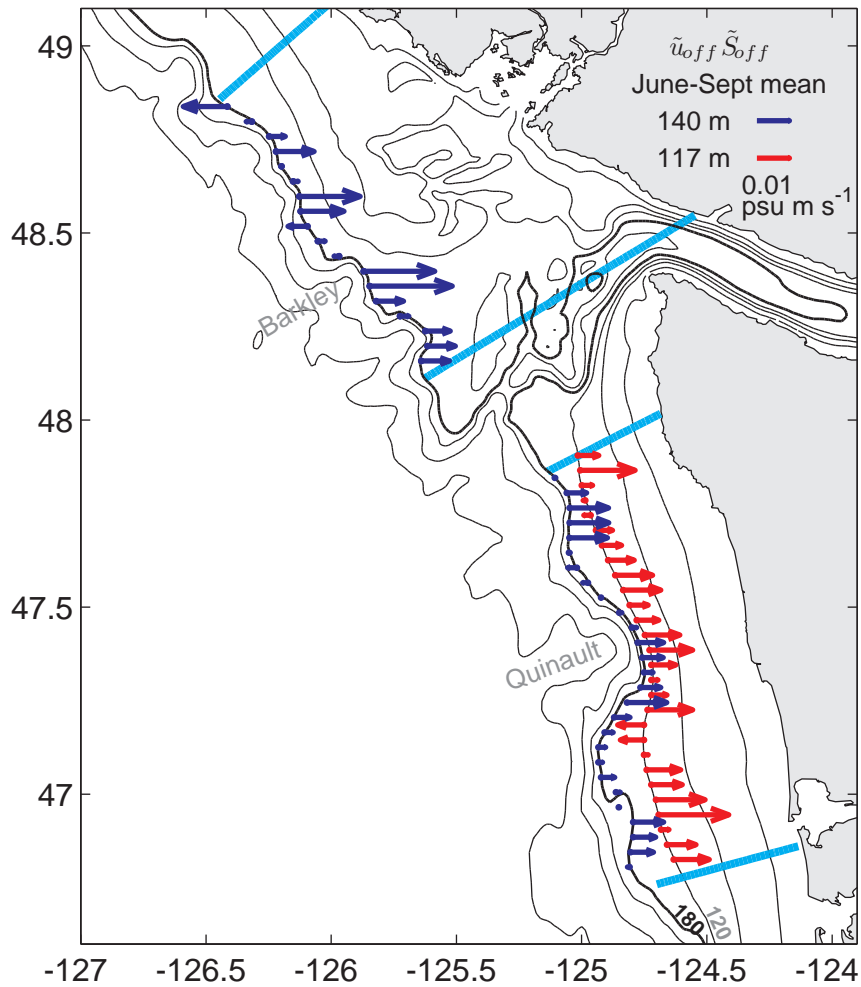 ũ_off S̃_off
June-Sept mean
140 m
117 m
0.01
psu m s⁻¹
49
48.5
48
47.5
47
Barkley
Quinault
180
120
-127
-126.5
-126
-125.5
-125
-124.5
-124